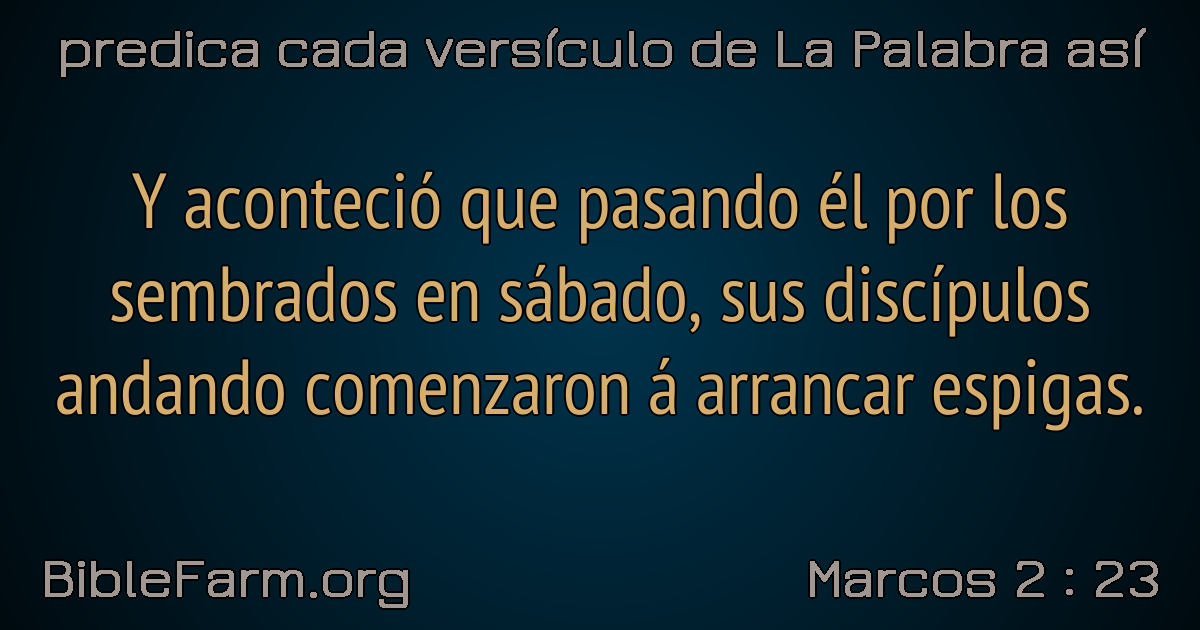 predica cada versículo de La Palabra así
Y aconteció que pasando él por los
sembrados en sábado, sus discípulos
andando comenzaron á arrancar espigas.
BibleFarm.org
Marcos 2 : 23